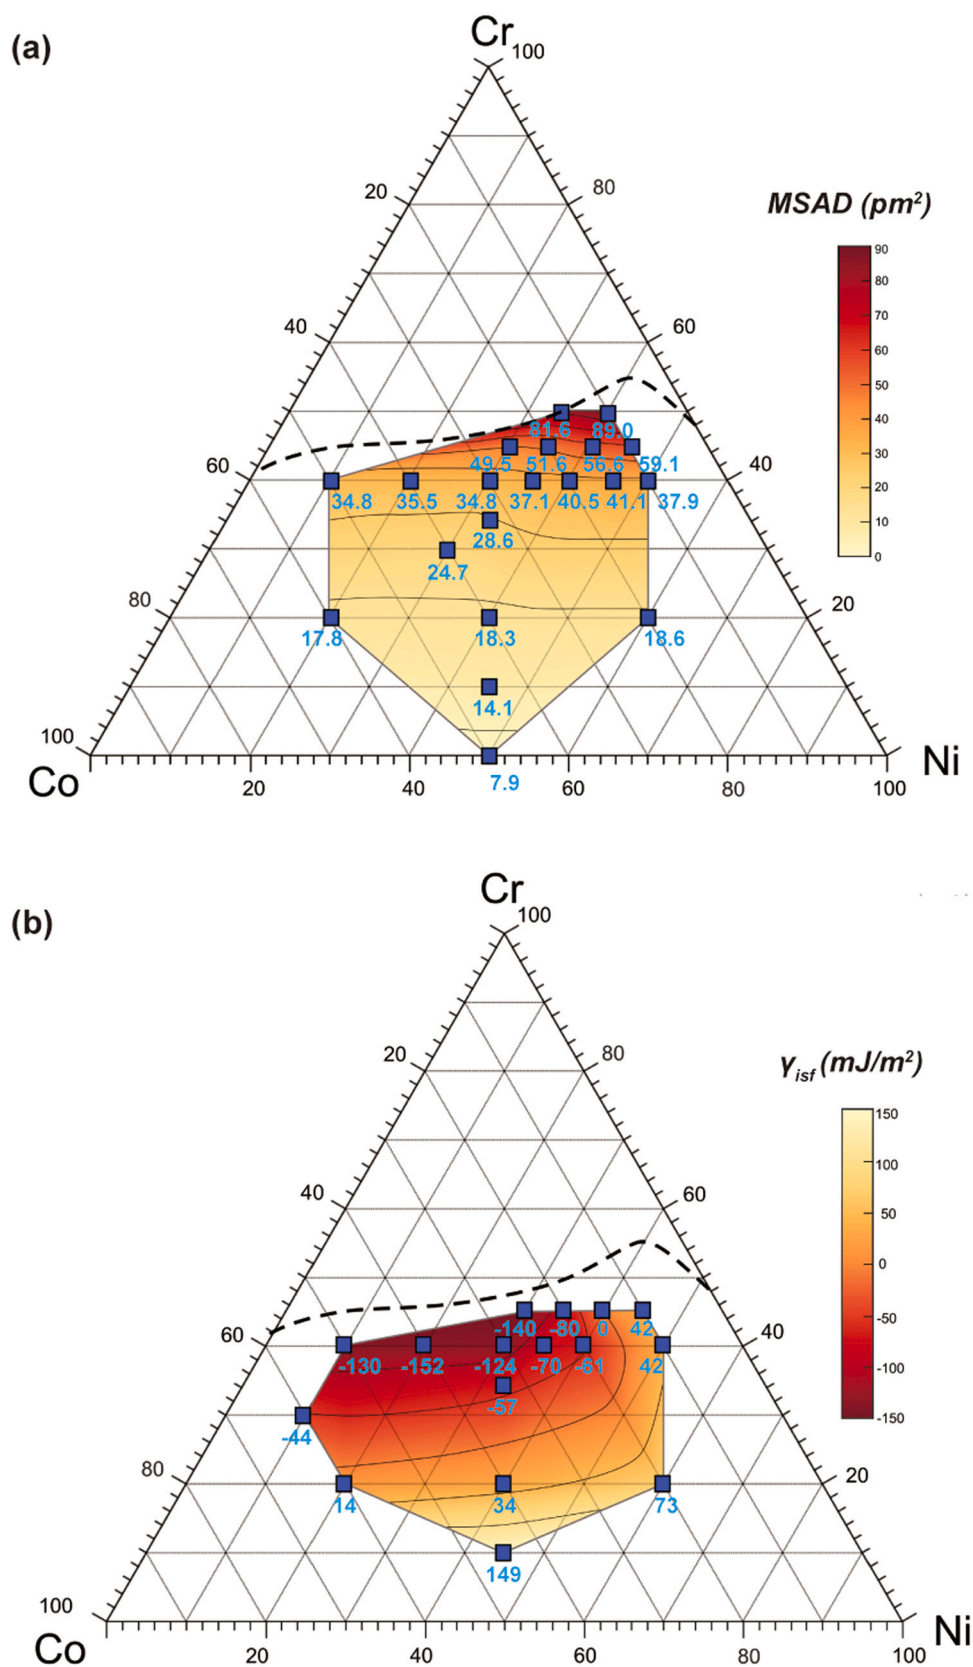 (a)
Cr
100
20
80
MSAD (pm²)
90
80
70
60
50
40
30
20
10
0
40
60
81.6 89.0
49.5 51.6 56.6 59.1
60
40
34.8 35.5 34.8 37.1 40.5 41.1 37.9
28.6
24.7
80
20
17.8 18.3 18.6
14.1
100
Co
Ni
7.9
20 40 60 80 100
(b)
Cr
100
20
80
γisf (mJ/m²)
150
100
50
0
-50
-100
-150
40
60
-140 -80 0 42
60
40
-130 -152 -124 -70 -61 42
-57
-44
80
20
14 34 73
149
100
Co
Ni
20 40 60 80 100